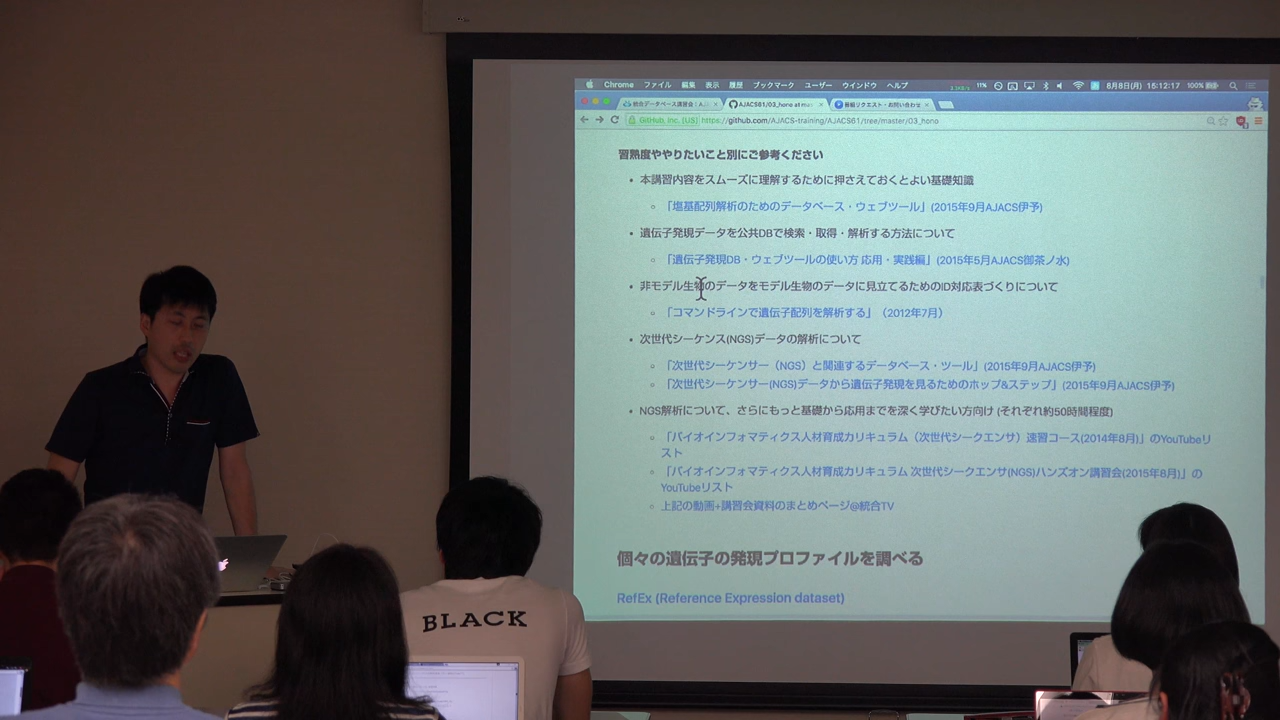 Chrome ファイル 編集 表示 履歴 ブックマーク ユーザー ウインドウ ヘルプ 11% 8月8日(月) 15:12:17 100%
AJACS61/03_hono at mas 番組リクエスト・お問い合わせ
GitHub, Inc. [US] https://github.com/AJACS-training/AJACS61/tree/master/03_hono
習熟度ややりたいこと別にご参考ください
本講習内容をスムーズに理解するために押さえておくとよい基礎知識
「塩基配列解析のためのデータベース・ウェブツール」(2015年9月AJACS伊予)
遺伝子発現データを公共DBで検索・取得・解析する方法について
「遺伝子発現DB・ウェブツールの使い方 応用・実践編」(2015年5月AJACS御茶ノ水)
非モデル生物のデータをモデル生物のデータに見立てるためのID対応表づくりについて
「コマンドラインで遺伝子配列を解析する」（2012年7月）
次世代シーケンス(NGS)データの解析について
「次世代シーケンサー（NGS）と関連するデータベース・ツール」(2015年9月AJACS伊予)
「次世代シーケンサー(NGS)データから遺伝子発現を見るためのホップ&ステップ」(2015年9月AJACS伊予)
NGS解析について、さらにもっと基礎から応用までを深く学びたい方向け (それぞれ約50時間程度)
「バイオインフォマティクス人材育成カリキュラム（次世代シークエンサ）速習コース(2014年8月)」のYouTubeリ
スト
「バイオインフォマティクス人材育成カリキュラム 次世代シークエンサ(NGS)ハンズオン講習会(2015年8月)」の
YouTubeリスト
上記の動画+講習会資料のまとめページ@統合TV
個々の遺伝子の発現プロファイルを調べる
RefEx (Reference Expression dataset)
BLACK